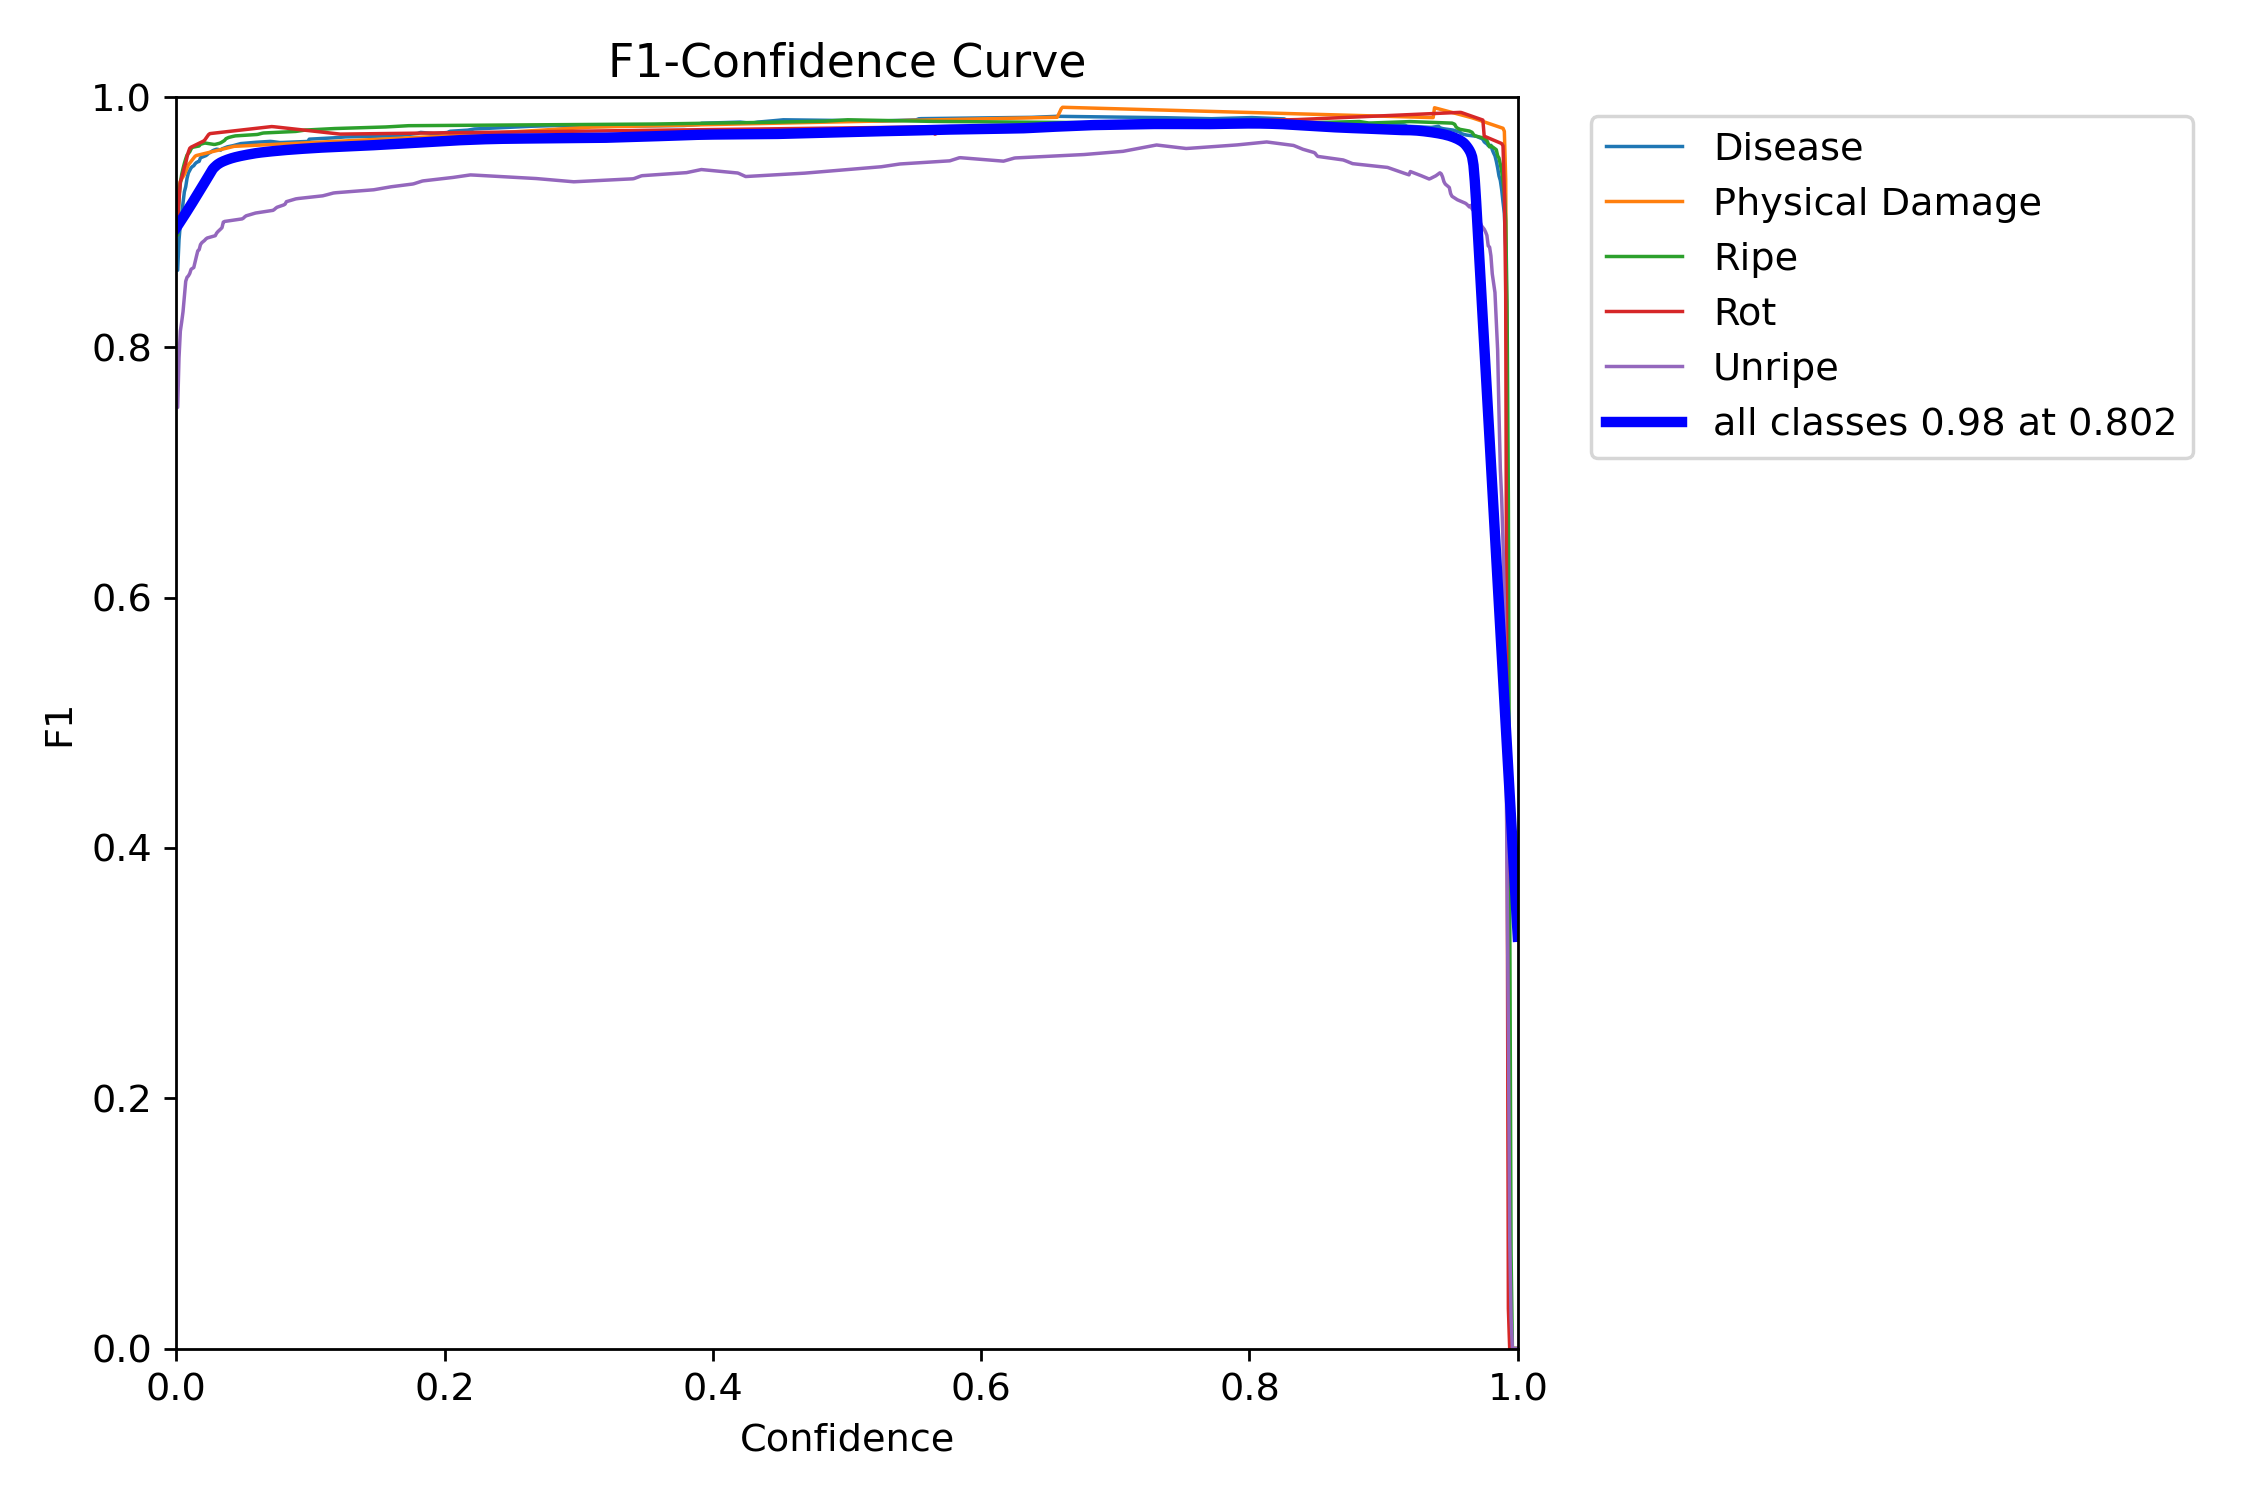 F1-Confidence Curve
1.0
0.8
0.6
0.4
0.2
0.0
F1
0.0 0.2 0.4 0.6 0.8 1.0
Confidence
Disease
Physical Damage
Ripe
Rot
Unripe
all classes 0.98 at 0.802